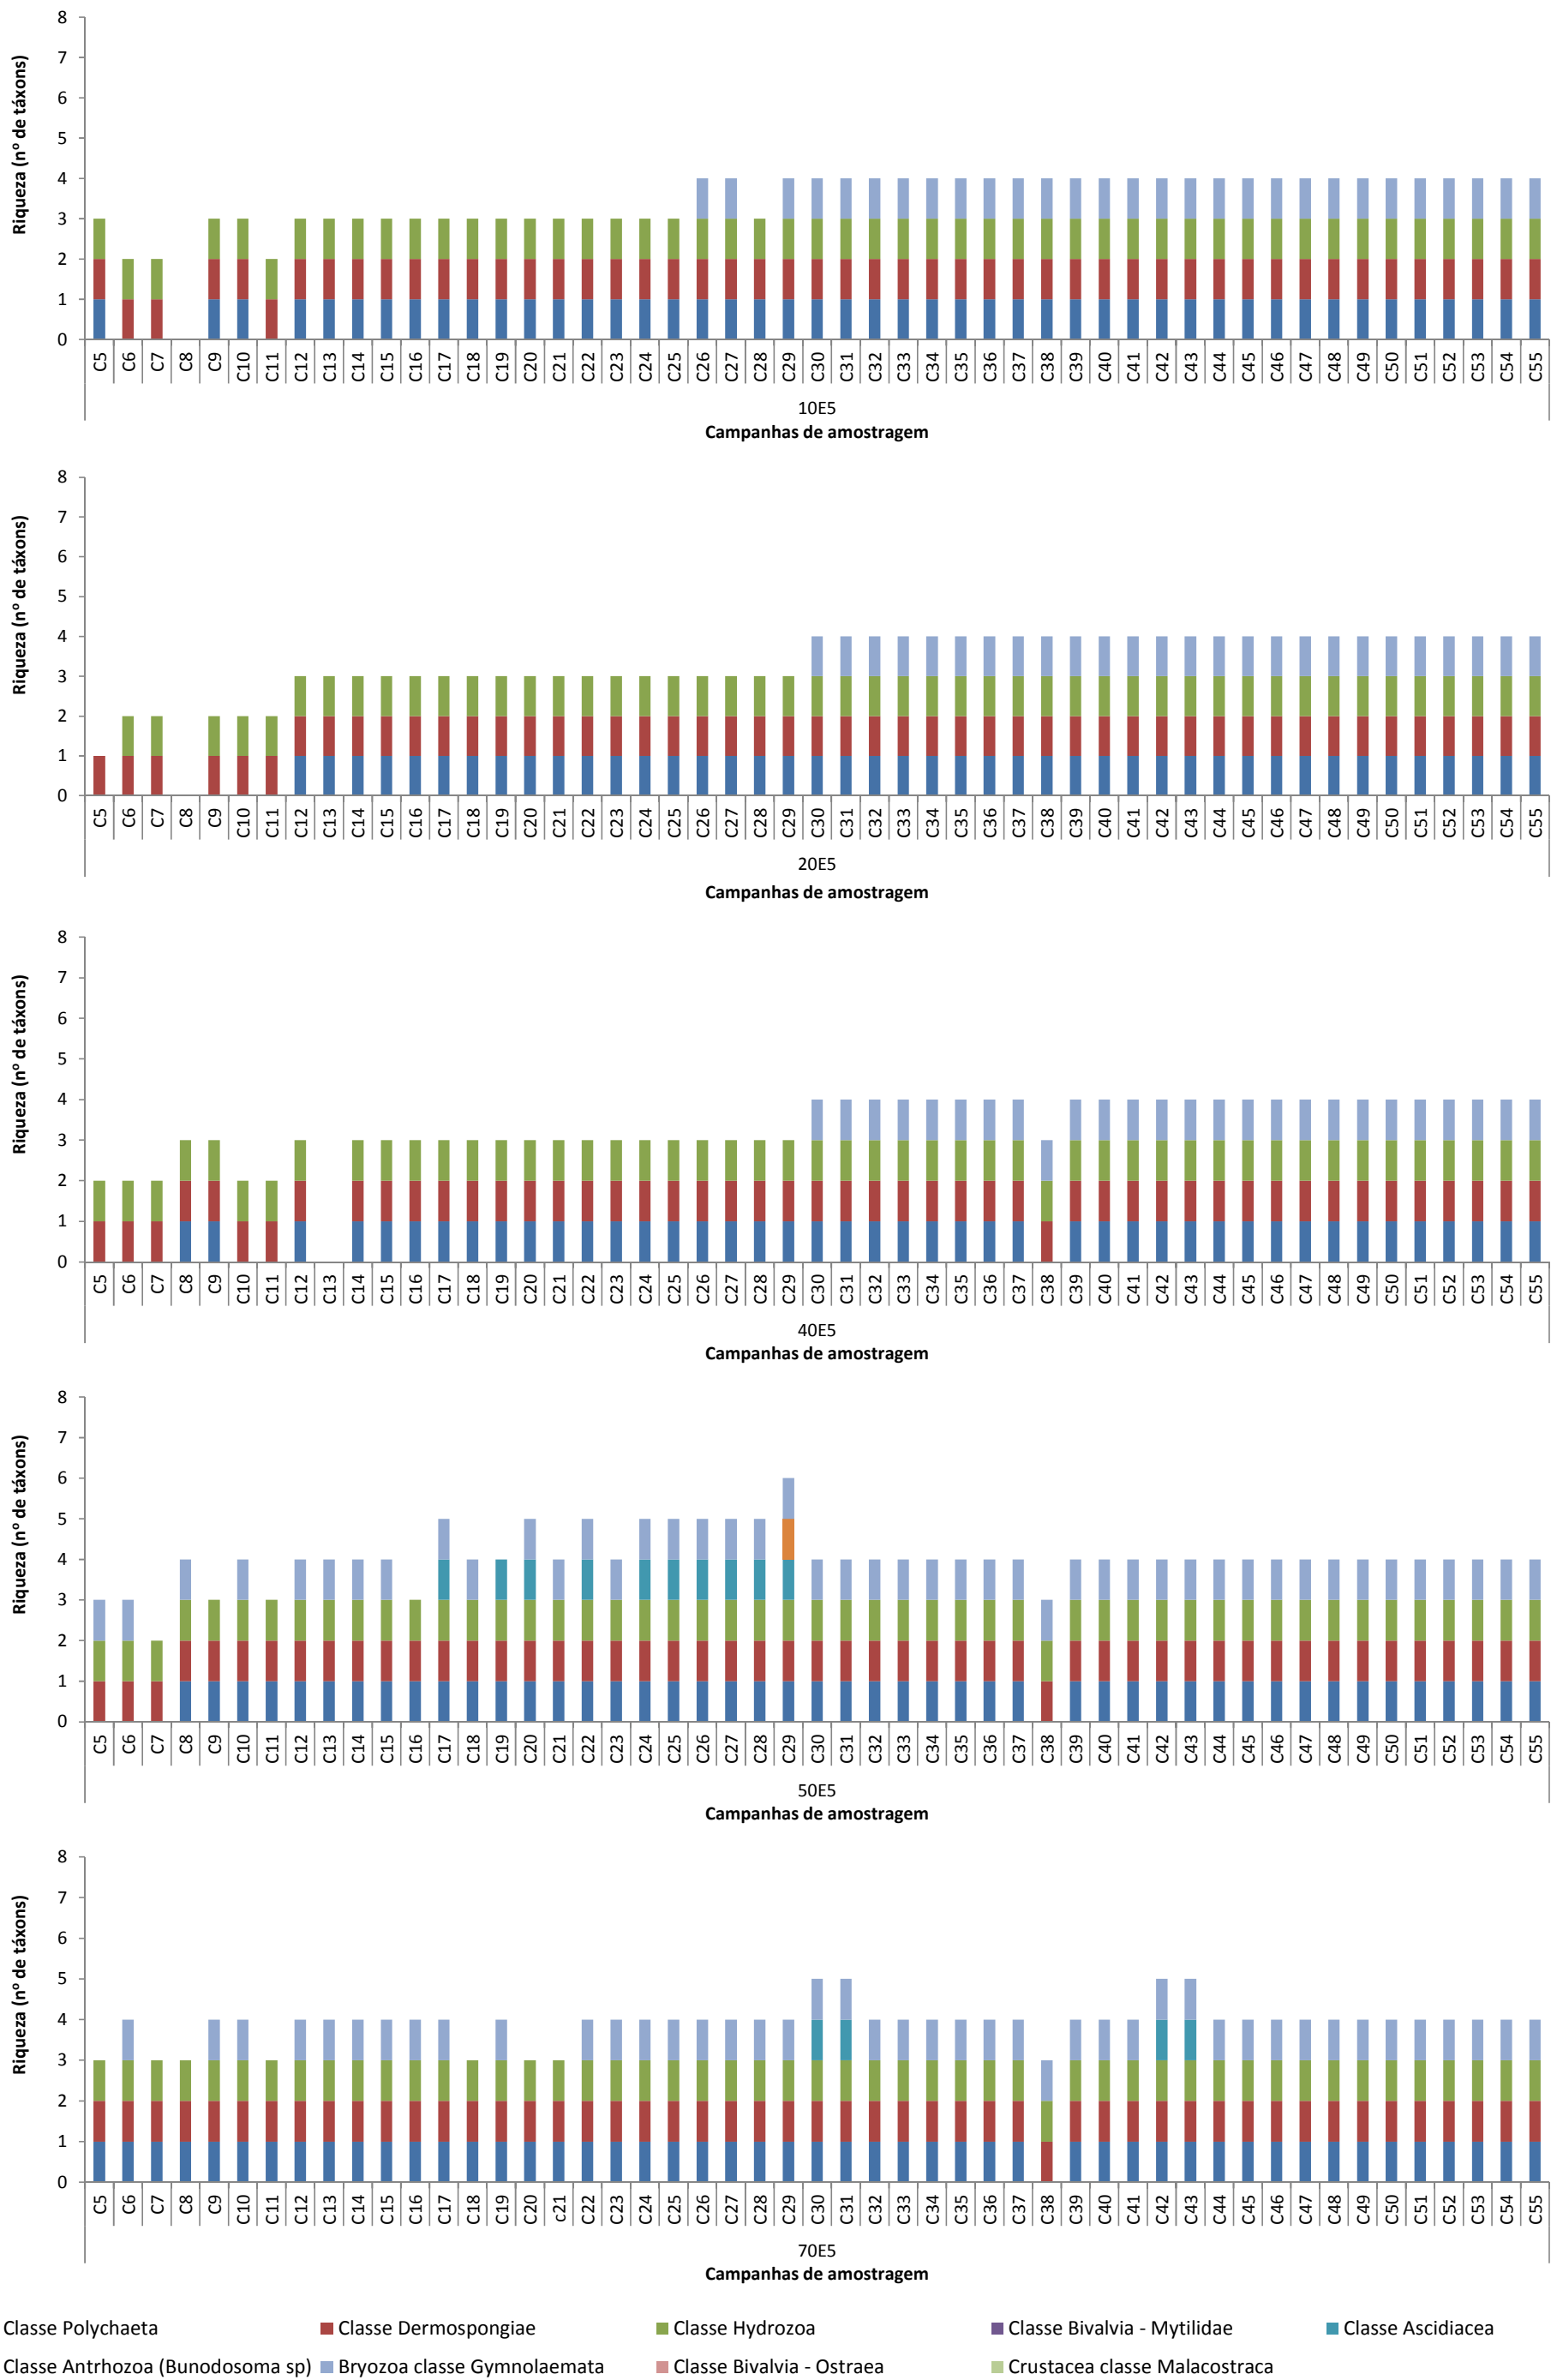 8
7
6
5
4
3
2
1
0
Riqueza (nº de táxons)
C5 C6 C7 C8 C9 C10 C11 C12 C13 C14 C15 C16 C17 C18 C19 C20 C21 C22 C23 C24 C25 C26 C27 C28 C29 C30 C31 C32 C33 C34 C35 C36 C37 C38 C39 C40 C41 C42 C43 C44 C45 C46 C47 C48 C49 C50 C51 C52 C53 C54 C55
10E5
Campanhas de amostragem
8
7
6
5
4
3
2
1
0
Riqueza (nº de táxons)
C5 C6 C7 C8 C9 C10 C11 C12 C13 C14 C15 C16 C17 C18 C19 C20 C21 C22 C23 C24 C25 C26 C27 C28 C29 C30 C31 C32 C33 C34 C35 C36 C37 C38 C39 C40 C41 C42 C43 C44 C45 C46 C47 C48 C49 C50 C51 C52 C53 C54 C55
20E5
Campanhas de amostragem
8
7
6
5
4
3
2
1
0
Riqueza (nº de táxons)
C5 C6 C7 C8 C9 C10 C11 C12 C13 C14 C15 C16 C17 C18 C19 C20 C21 C22 C23 C24 C25 C26 C27 C28 C29 C30 C31 C32 C33 C34 C35 C36 C37 C38 C39 C40 C41 C42 C43 C44 C45 C46 C47 C48 C49 C50 C51 C52 C53 C54 C55
40E5
Campanhas de amostragem
8
7
6
5
4
3
2
1
0
Riqueza (nº de táxons)
C5 C6 C7 C8 C9 C10 C11 C12 C13 C14 C15 C16 C17 C18 C19 C20 C21 C22 C23 C24 C25 C26 C27 C28 C29 C30 C31 C32 C33 C34 C35 C36 C37 C38 C39 C40 C41 C42 C43 C44 C45 C46 C47 C48 C49 C50 C51 C52 C53 C54 C55
50E5
Campanhas de amostragem
8
7
6
5
4
3
2
1
0
Riqueza (nº de táxons)
C5 C6 C7 C8 C9 C10 C11 C12 C13 C14 C15 C16 C17 C18 C19 C20 c21 C22 C23 C24 C25 C26 C27 C28 C29 C30 C31 C32 C33 C34 C35 C36 C37 C38 C39 C40 C41 C42 C43 C44 C45 C46 C47 C48 C49 C50 C51 C52 C53 C54 C55
70E5
Campanhas de amostragem
Classe Polychaeta Classe Dermospongiae Classe Hydrozoa Classe Bivalvia - Mytilidae Classe Ascidiacea
Classe Antrhozoa (Bunodosoma sp) Bryozoa classe Gymnolaemata Classe Bivalvia - Ostraea Crustacea classe Malacostraca